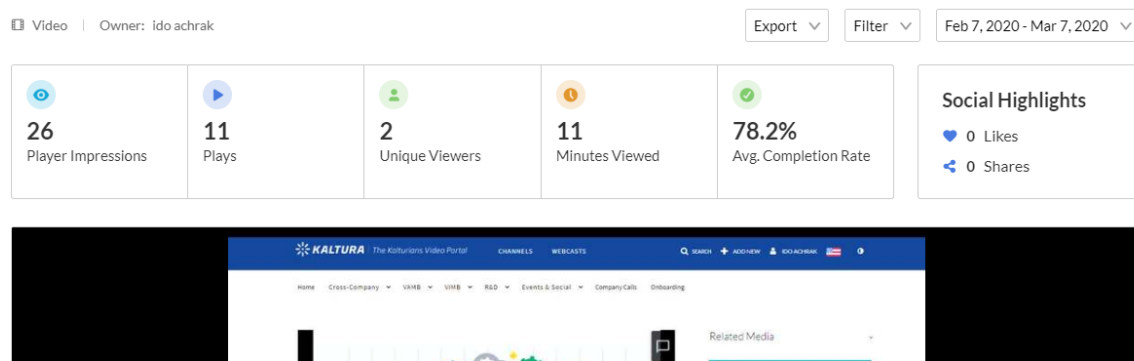 Video | Owner: ido achrak
Export Filter Feb 7, 2020 - Mar 7, 2020
26
Player Impressions
11
Plays
2
Unique Viewers
11
Minutes Viewed
78.2%
Avg. Completion Rate
Social Highlights
0 Likes
0 Shares
KALTURA | The Kalturians Video Portal CHANNELS WEBCASTS SEARCH ADD NEW IDO ACHRAK
Home Cross-Company VAMB VIMB R&D Events & Social Company Calls Onboarding
Related Media